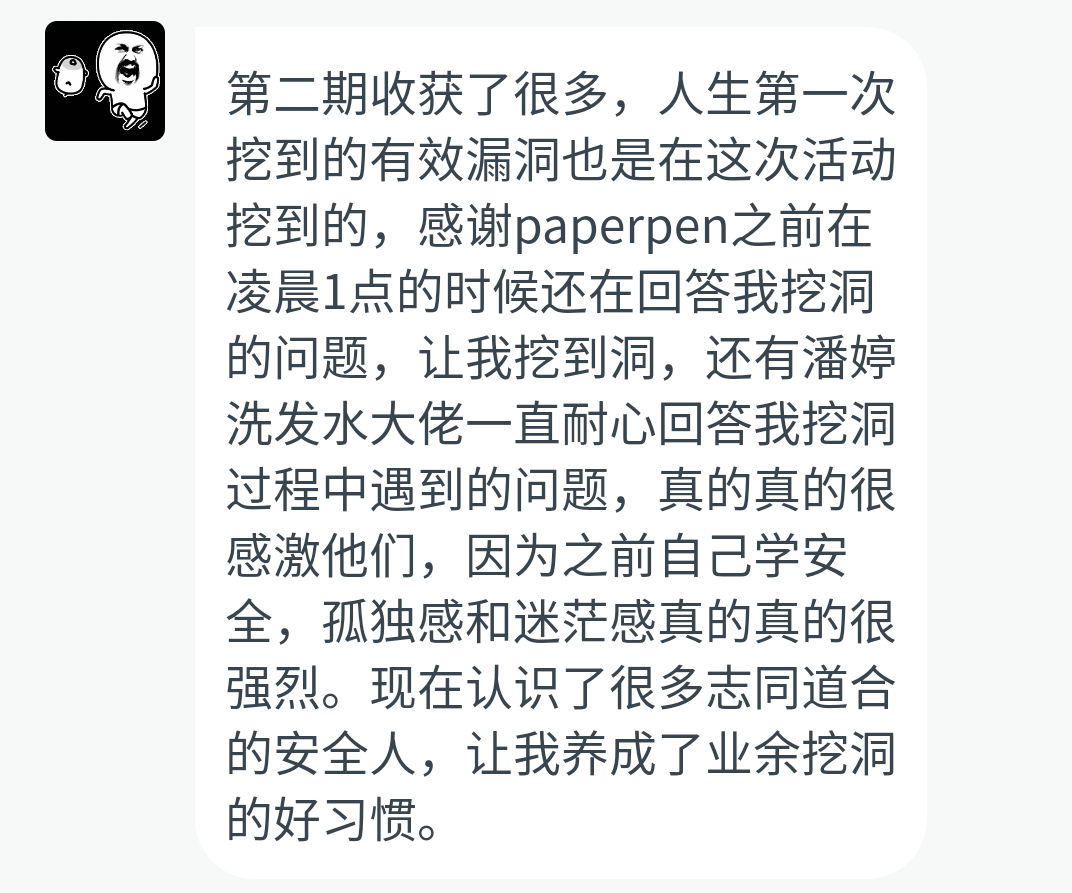 第二期收获了很多，人生第一次
挖到的有效漏洞也是在这次活动
挖到的，感谢paperpen之前在
凌晨1点的时候还在回答我挖洞
的问题，让我挖到洞，还有潘婷
洗发水大佬一直耐心回答我挖洞
过程中遇到的问题，真的真的很
感激他们，因为之前自己学安
全，孤独感和迷茫感真的真的很
强烈。现在认识了很多志同道合
的安全人，让我养成了业余挖洞
的好习惯。